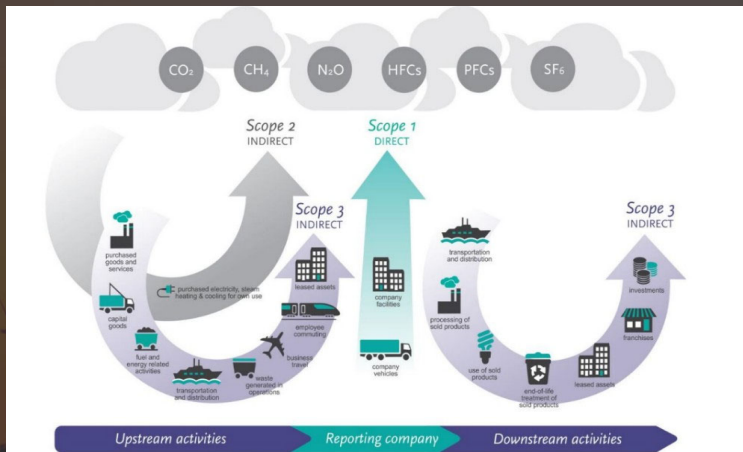 CO₂
CH₄
N₂O
HFCs
PFCs
SF₆
Scope 2
INDIRECT
Scope 1
DIRECT
Scope 3
INDIRECT
Scope 3
INDIRECT
purchased
goods and
services
capital
goods
fuel and
energy related
activities
transportation
and distribution
waste
generated in
operations
business
travel
employee
commuting
leased assets
purchased electricity, steam
heating & cooling for own use
company
facilities
company
vehicles
transportation
and distribution
processing of
sold products
use of sold
products
end-of-life
treatment of
sold products
leased assets
franchises
investments
Upstream activities
Reporting company
Downstream activities